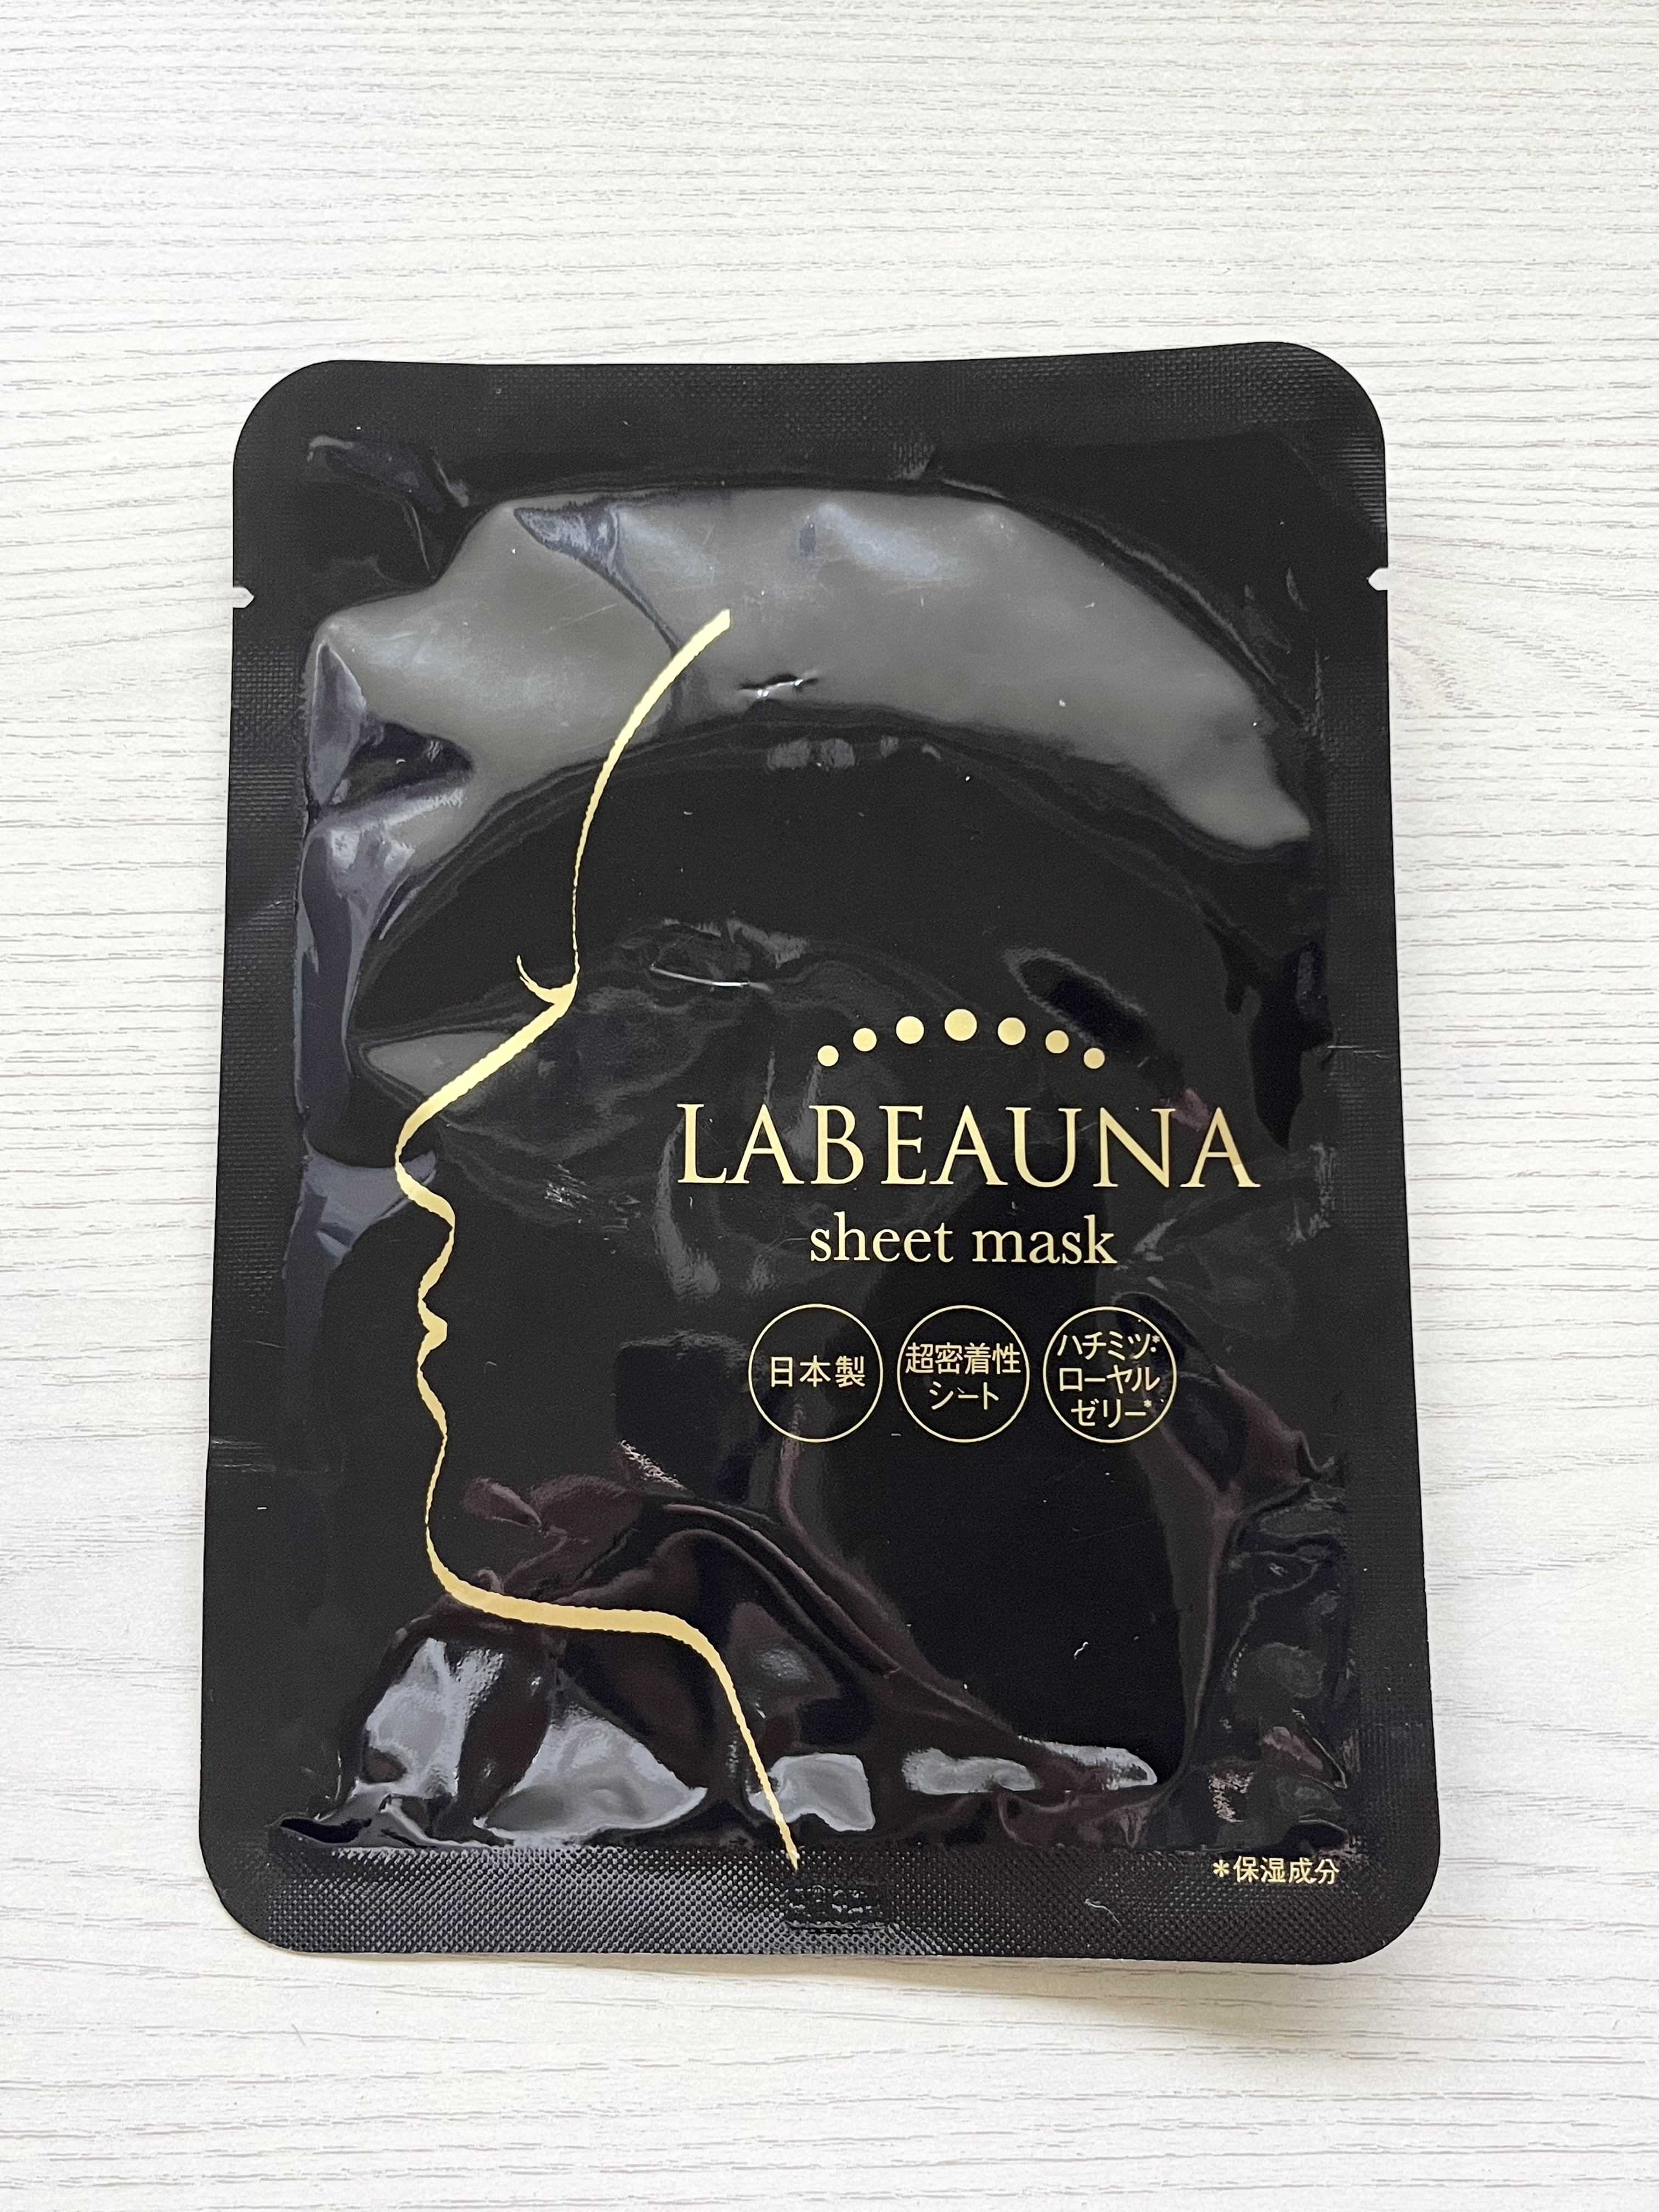 LABEAUNA
sheet mask
日本製
超密着性
シート
ハチミツ*・
ローヤル
ゼリー*
*保湿成分